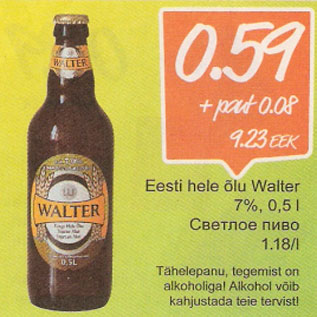 WALTER
WALTER
0.5L
0.59
+ pant 0.08
9.23 EEK
Eesti hele õlu Walter
7%, 0,5 l
Светлое пиво
1.18/l
Tähelepanu, tegemist on
alkoholiga! Alkohol võib
kahjustada teie tervist!